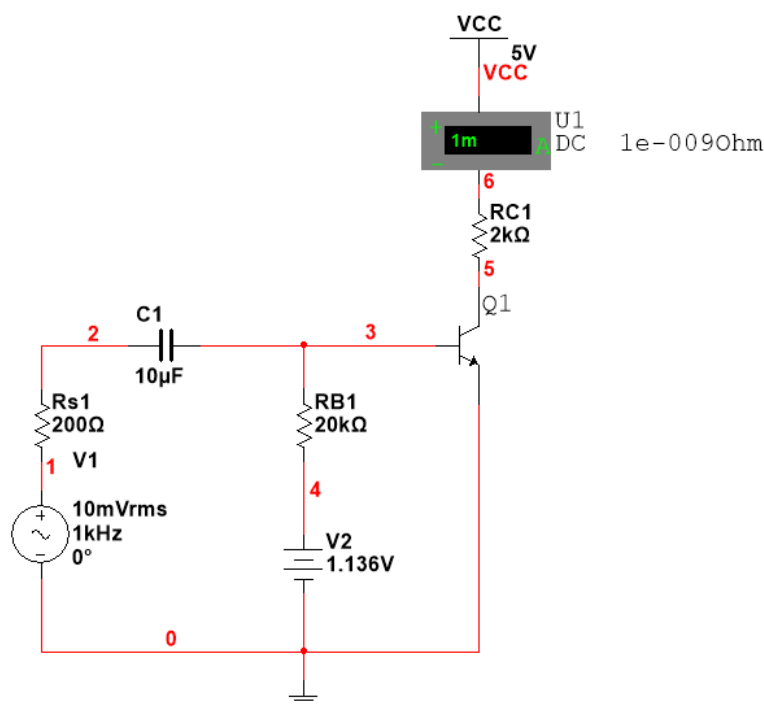 VCC
5V
VCC
U1
1m
A
DC 1e-009Ohm
6
RC1
2kΩ
5
Q1
C1
2
3
10µF
Rs1
200Ω
RB1
20kΩ
1
V1
4
10mVrms
1kHz
0°
V2
1.136V
0